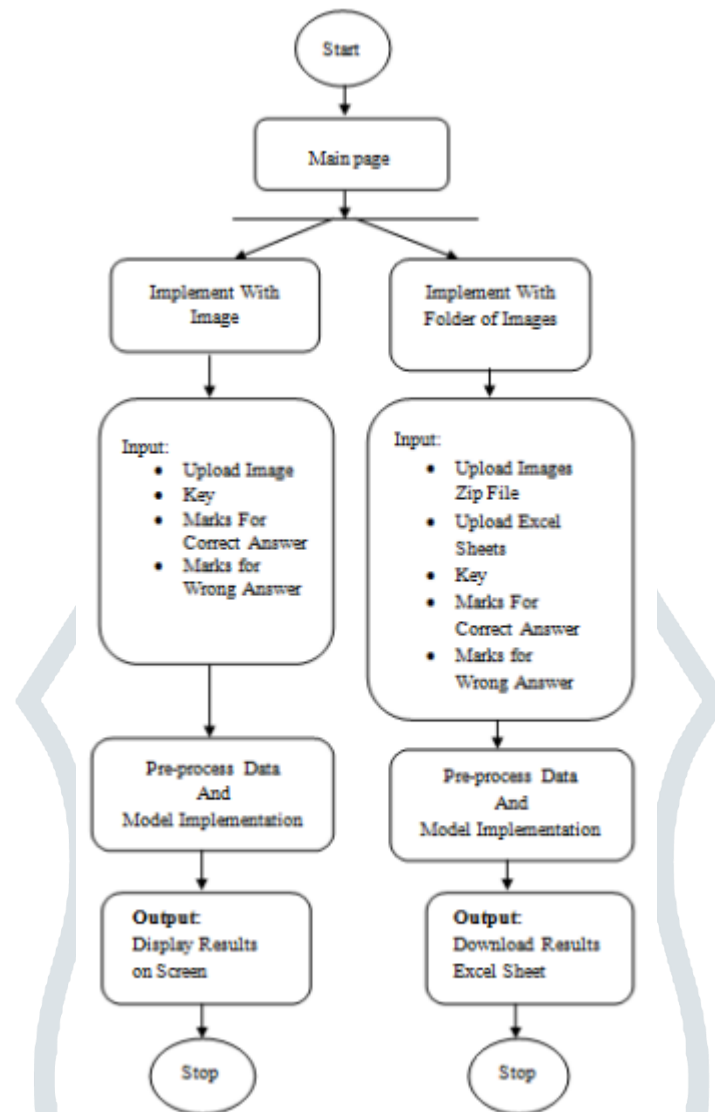 Start
Main page
Implement With
Image
Input:
• Upload Image
• Key
• Marks For
Correct Answer
• Marks for
Wrong Answer
Pre-process Data
And
Model Implementation
Output:
Display Results
on Screen
Stop
Implement With
Folder of Images
Input:
• Upload Images
Zip File
• Upload Excel
Sheets
• Key
• Marks For
Correct Answer
• Marks for
Wrong Answer
Pre-process Data
And
Model Implementation
Output:
Download Results
Excel Sheet
Stop